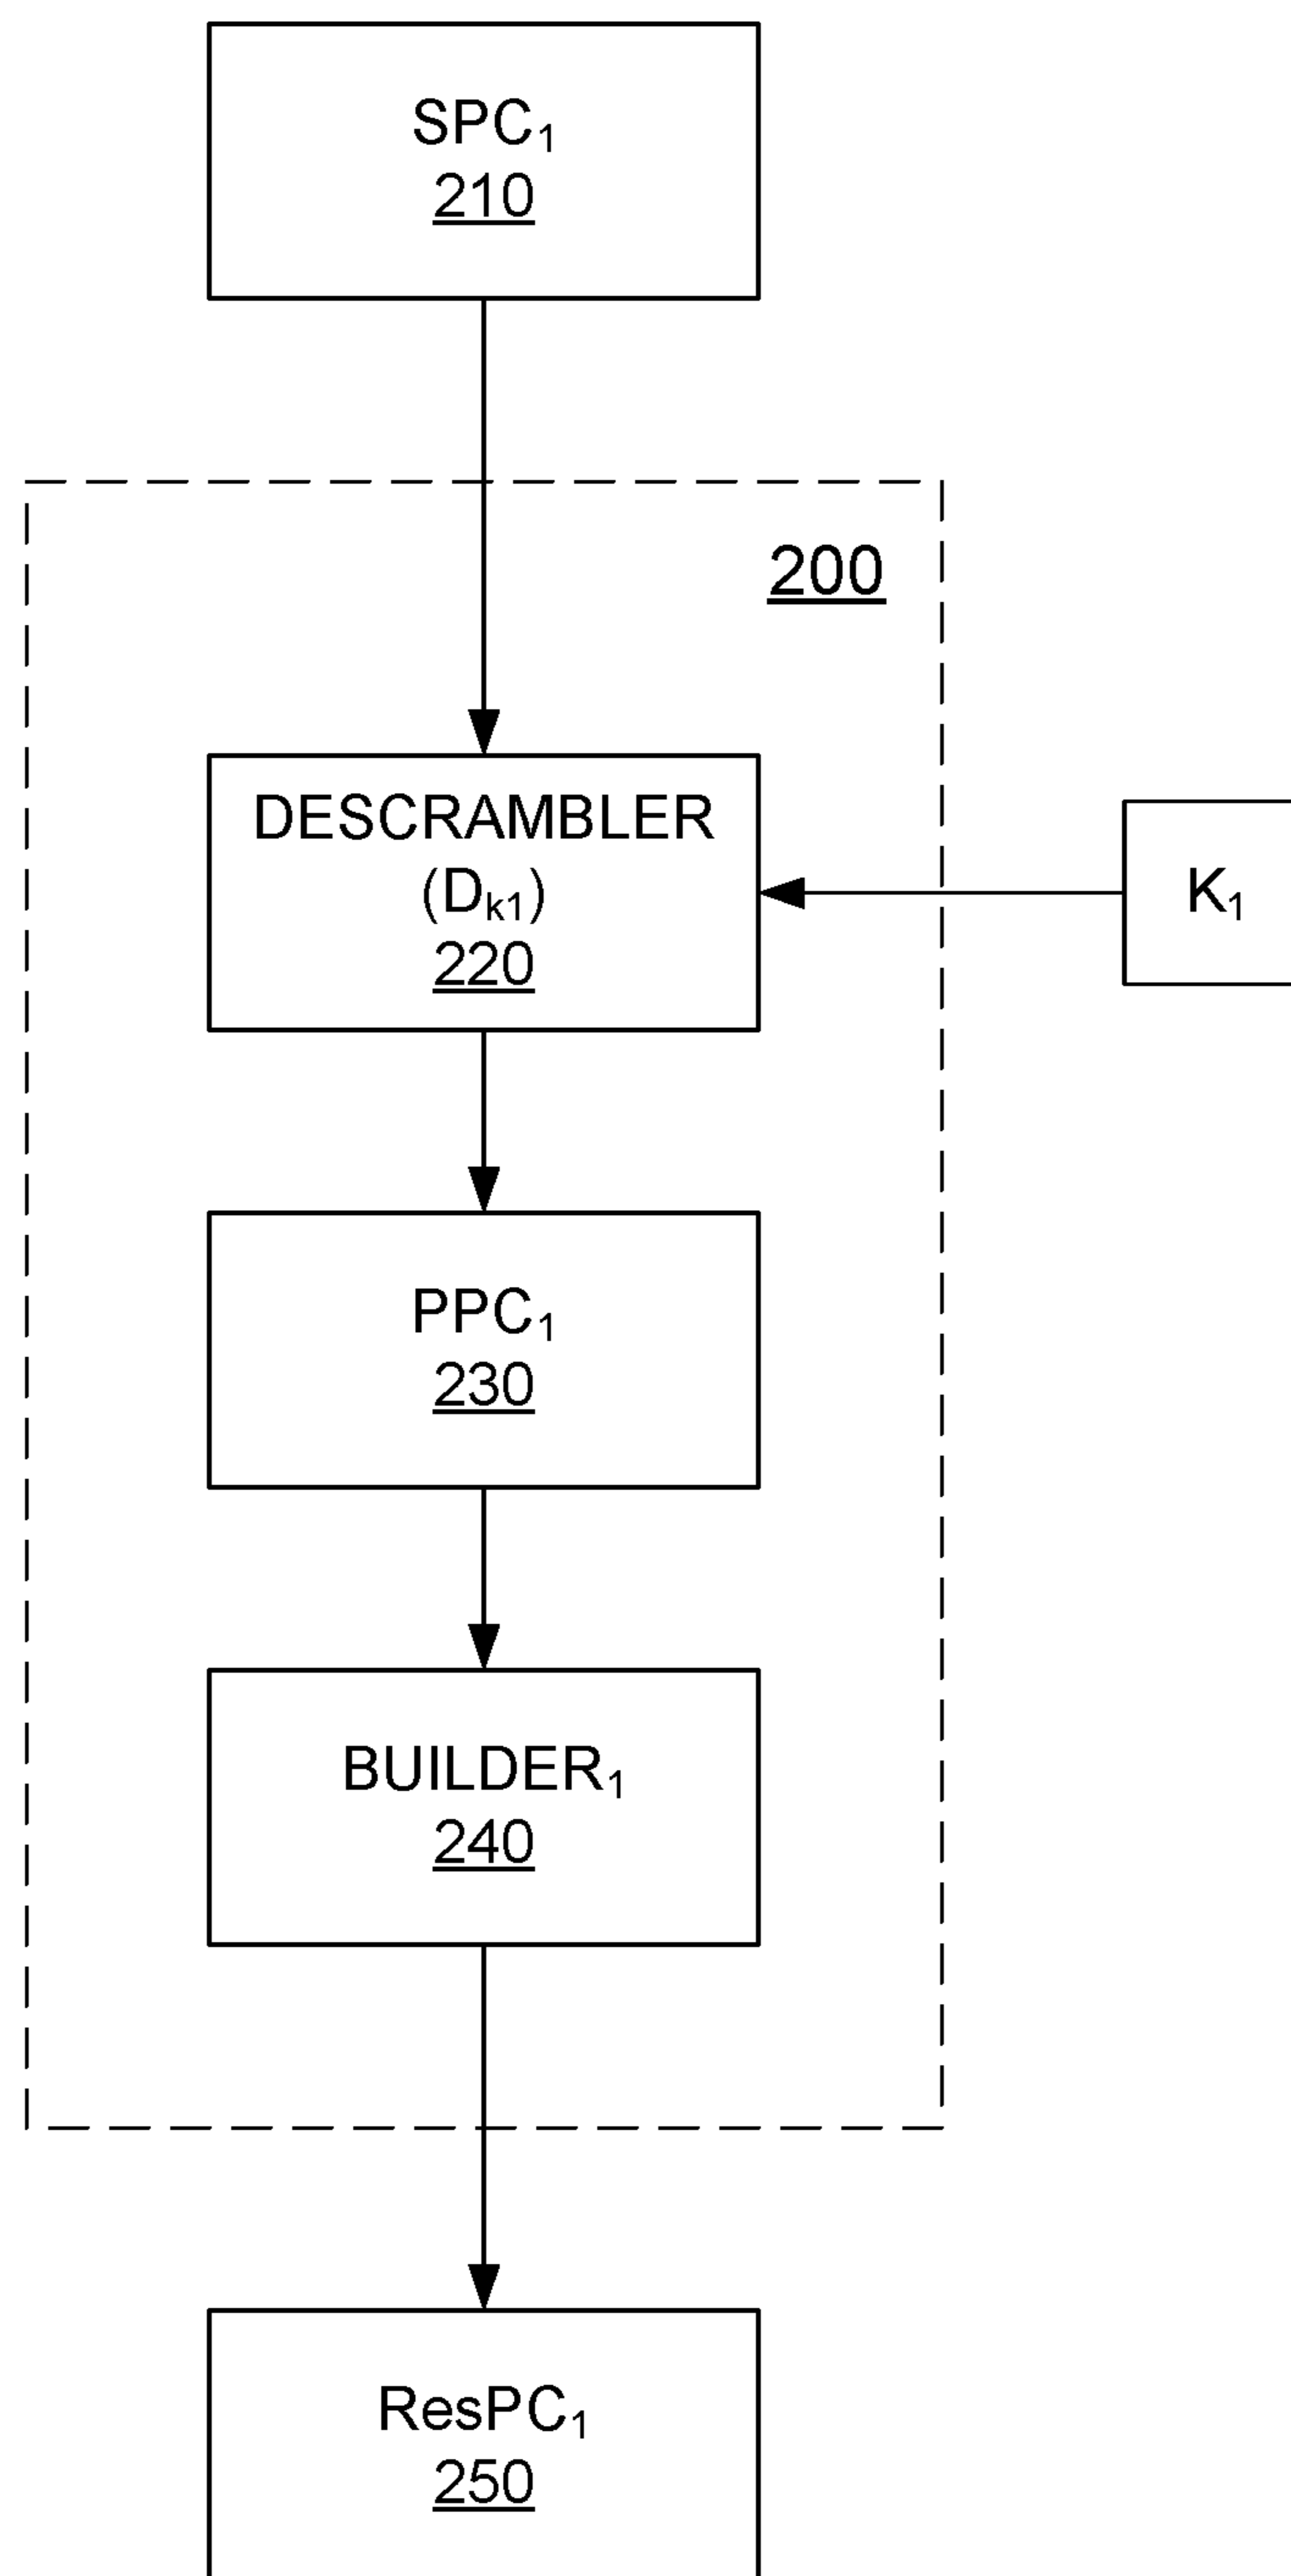 SPC₁
210
200
DESCRAMBLER
(Dₖ₁)
220
K₁
PPC₁
230
BUILDER₁
240
ResPC₁
250